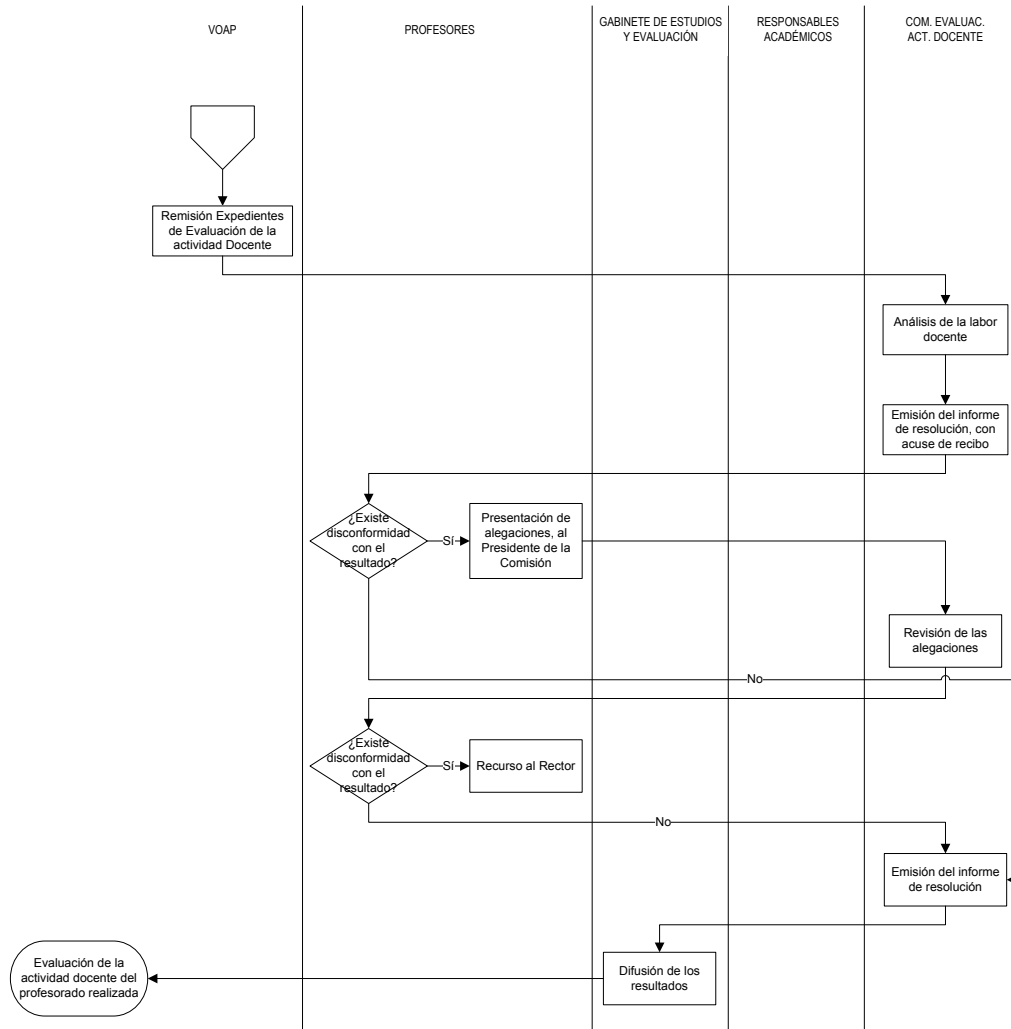 VOAP
PROFESORES
GABINETE DE ESTUDIOS
Y EVALUACIÓN
RESPONSABLES
ACADÉMICOS
COM. EVALUAC.
ACT. DOCENTE
Remisión Expedientes
de Evaluación de la
actividad Docente
Análisis de la labor
docente
Emisión del informe
de resolución, con
acuse de recibo
¿Existe
disconformidad
con el
resultado?
Sí
Presentación de
alegaciones, al
Presidente de la
Comisión
Revisión de las
alegaciones
No
¿Existe
disconformidad
con el
resultado?
Sí
Recurso al Rector
No
Emisión del informe
de resolución
Difusión de los
resultados
Evaluación de la
actividad docente del
profesorado realizada